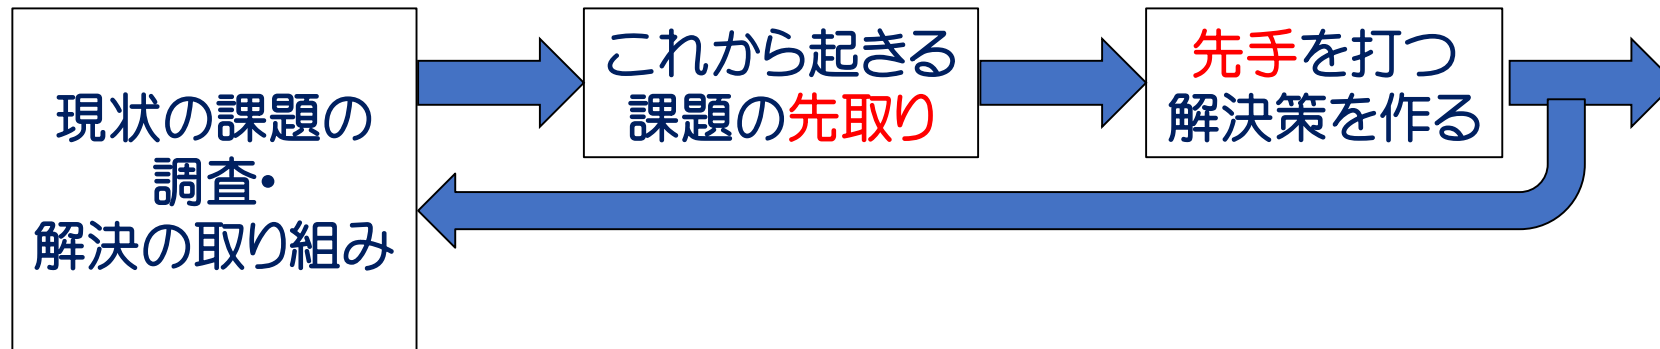 現状の課題の
調査・
解決の取り組み
これから起きる
課題の先取り
先手を打つ
解決策を作る